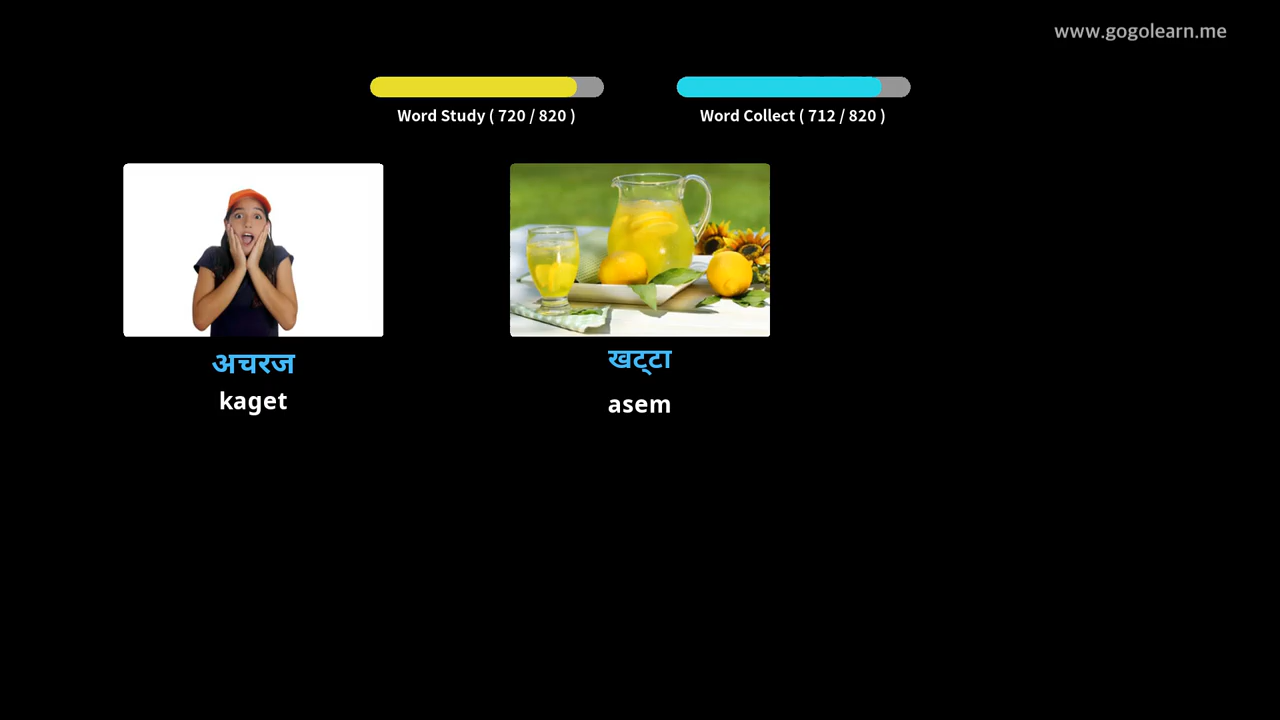 www.gogolearn.me
Word Study ( 720 / 820 )
Word Collect ( 712 / 820 )
अचरज
kaget
खट्टा
asem